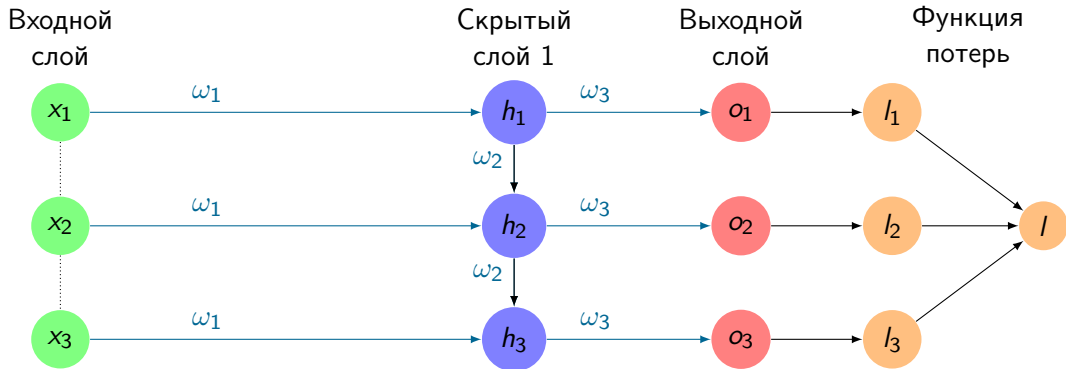 Входной
слой
Скрытый
слой 1
Выходной
слой
Функция
потерь
x₁
ω₁
h₁
ω₃
o₁
l₁
ω₂
x₂
ω₁
h₂
ω₃
o₂
l₂
l
ω₂
x₃
ω₁
h₃
ω₃
o₃
l₃